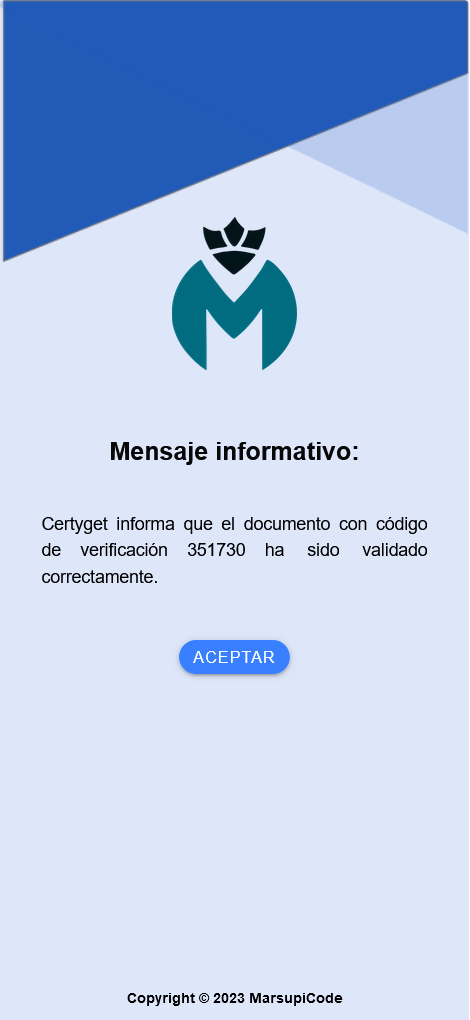 Mensaje informativo:
Certyget informa que el documento con código
de verificación 351730 ha sido validado
correctamente.
ACEPTAR
Copyright © 2023 MarsupiCode